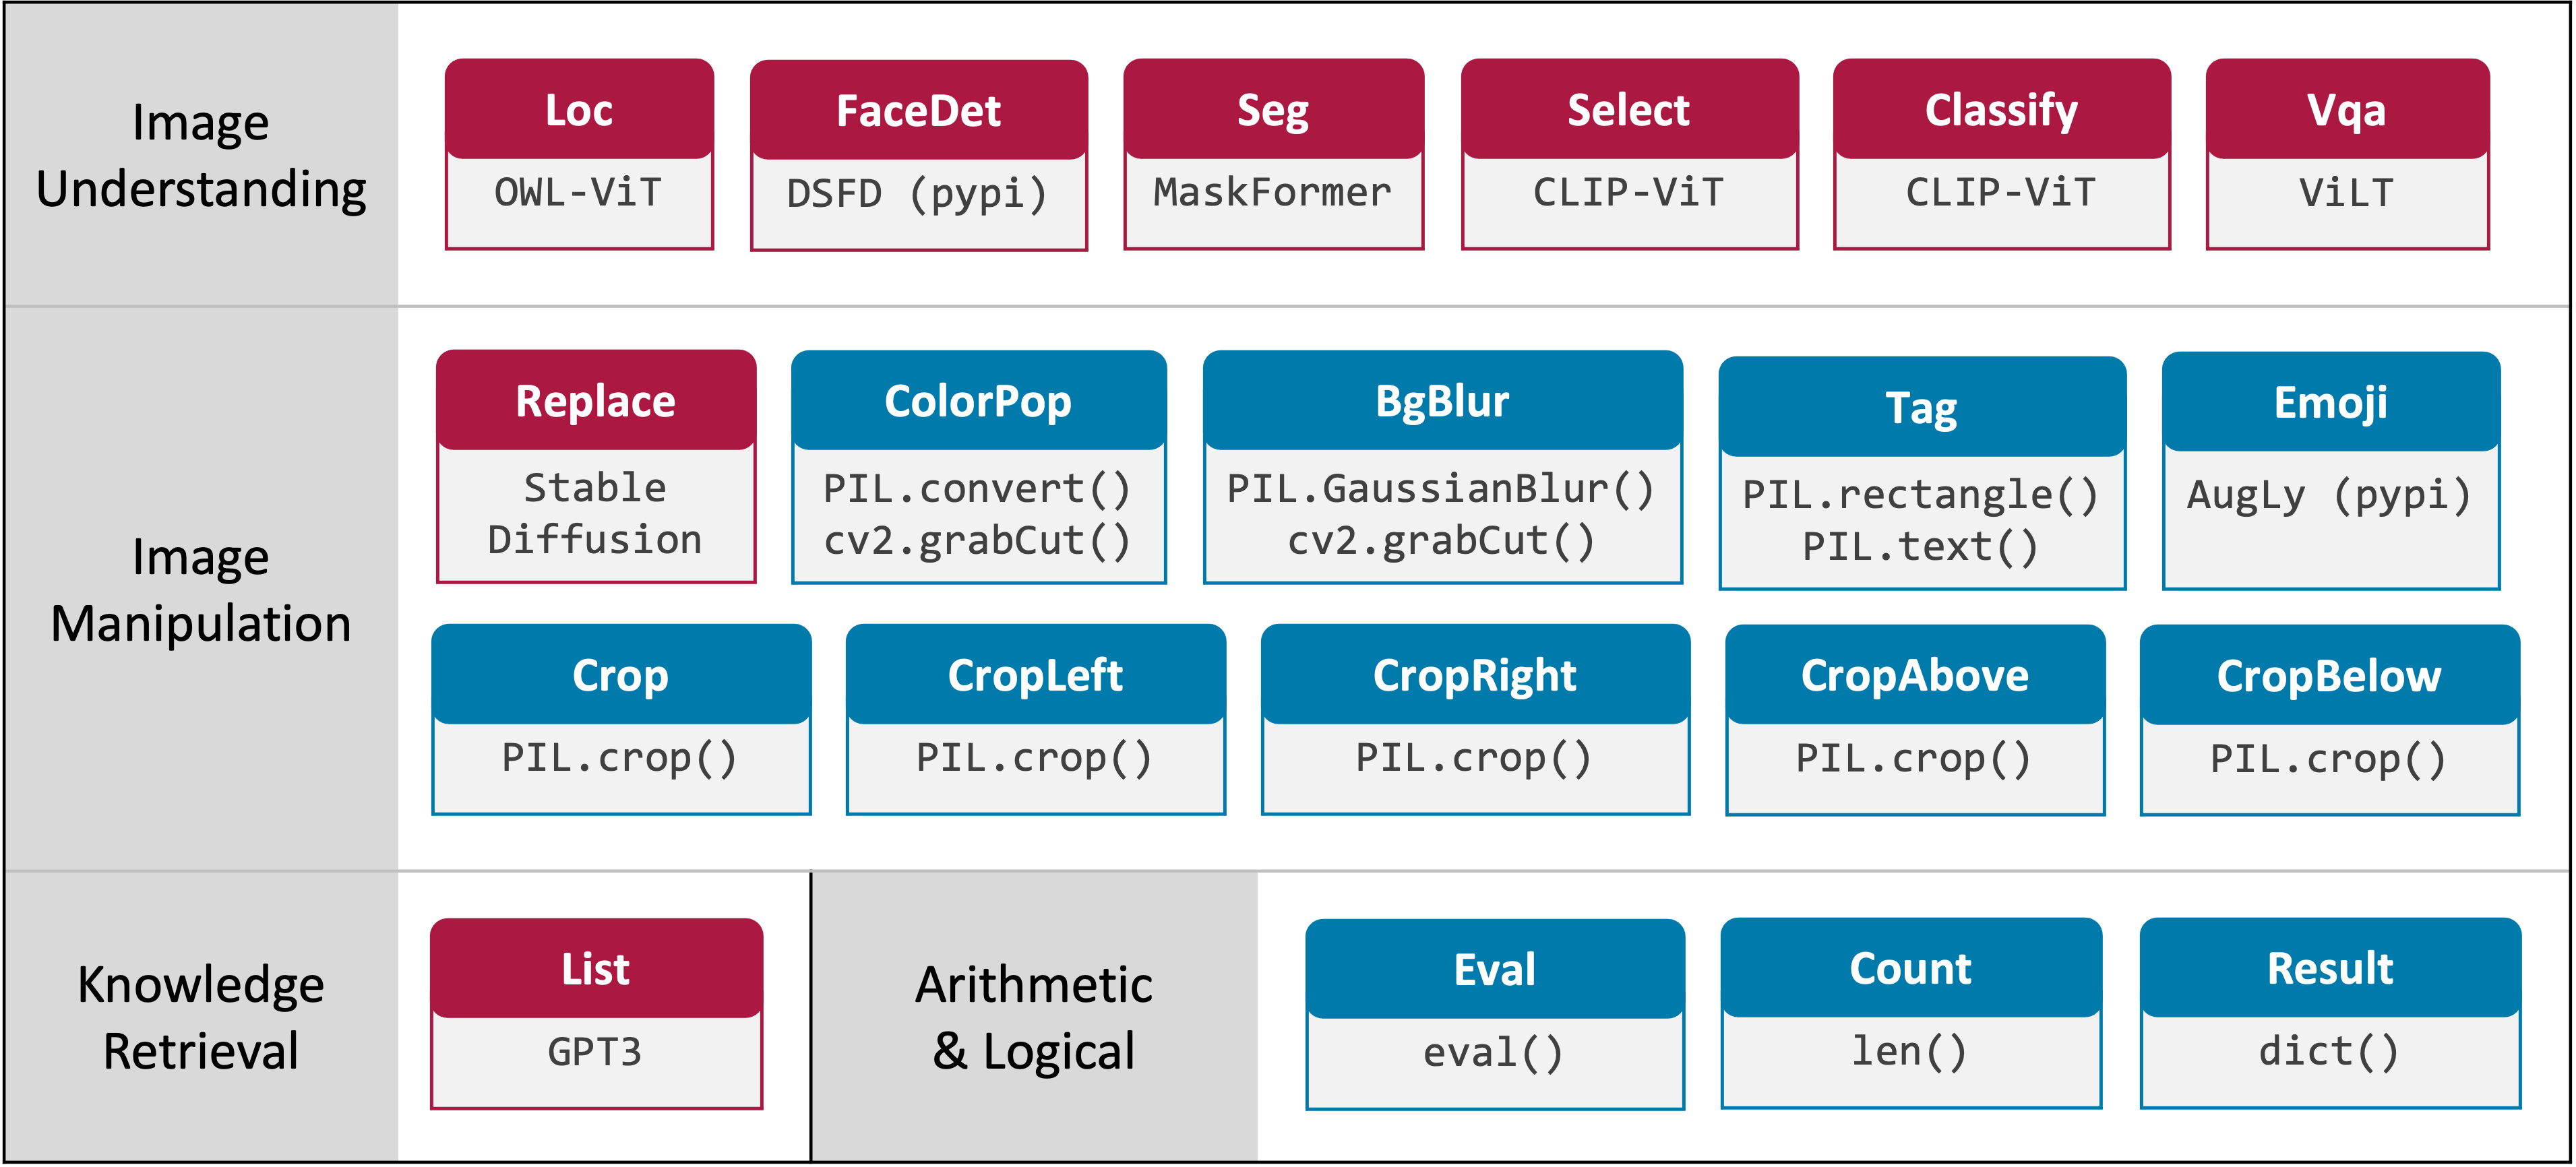 Image
Understanding
Loc
OWL-ViT
FaceDet
DSFD (pypi)
Seg
MaskFormer
Select
CLIP-ViT
Classify
CLIP-ViT
Vqa
ViLT
Image
Manipulation
Replace
Stable
Diffusion
ColorPop
PIL.convert()
cv2.grabCut()
BgBlur
PIL.GaussianBlur()
cv2.grabCut()
Tag
PIL.rectangle()
PIL.text()
Emoji
AugLy (pypi)
Crop
PIL.crop()
CropLeft
PIL.crop()
CropRight
PIL.crop()
CropAbove
PIL.crop()
CropBelow
PIL.crop()
Knowledge
Retrieval
List
GPT3
Arithmetic
& Logical
Eval
eval()
Count
len()
Result
dict()